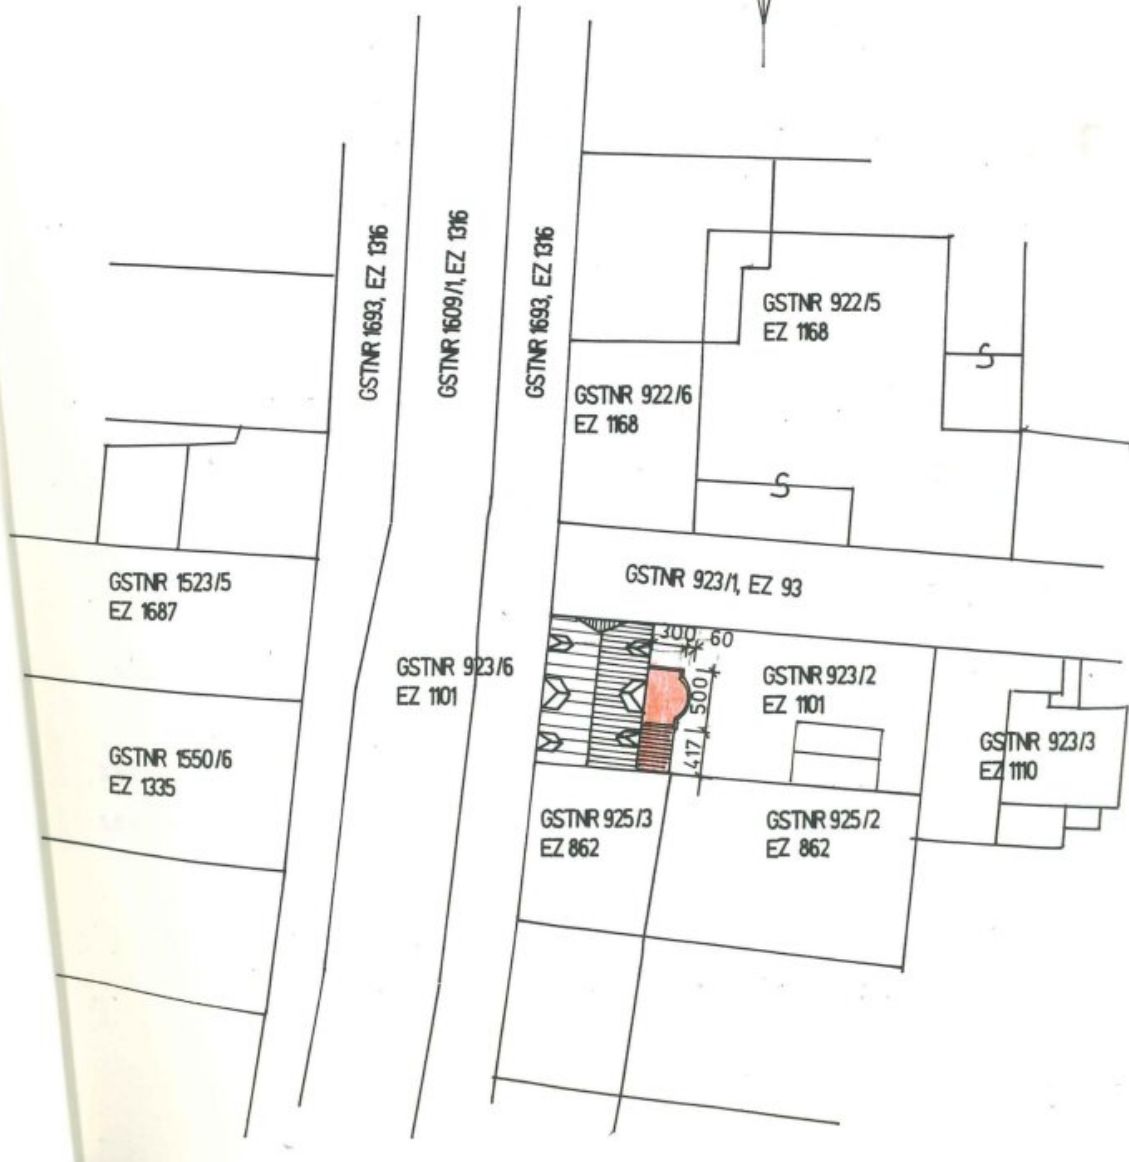 GSTNR 1693, EZ 1316
GSTNR 1609/1, EZ 1316
GSTNR 1693, EZ 1316
GSTNR 922/5
EZ 1168
S
GSTNR 922/6
EZ 1168
S
GSTNR 1523/5
EZ 1687
GSTNR 923/1, EZ 93
300 60
GSTNR 923/6
EZ 1101
GSTNR 923/2
EZ 1101
500
417
GSTNR 1550/6
EZ 1335
GSTNR 923/3
EZ 1110
GSTNR 925/3
EZ 862
GSTNR 925/2
EZ 862